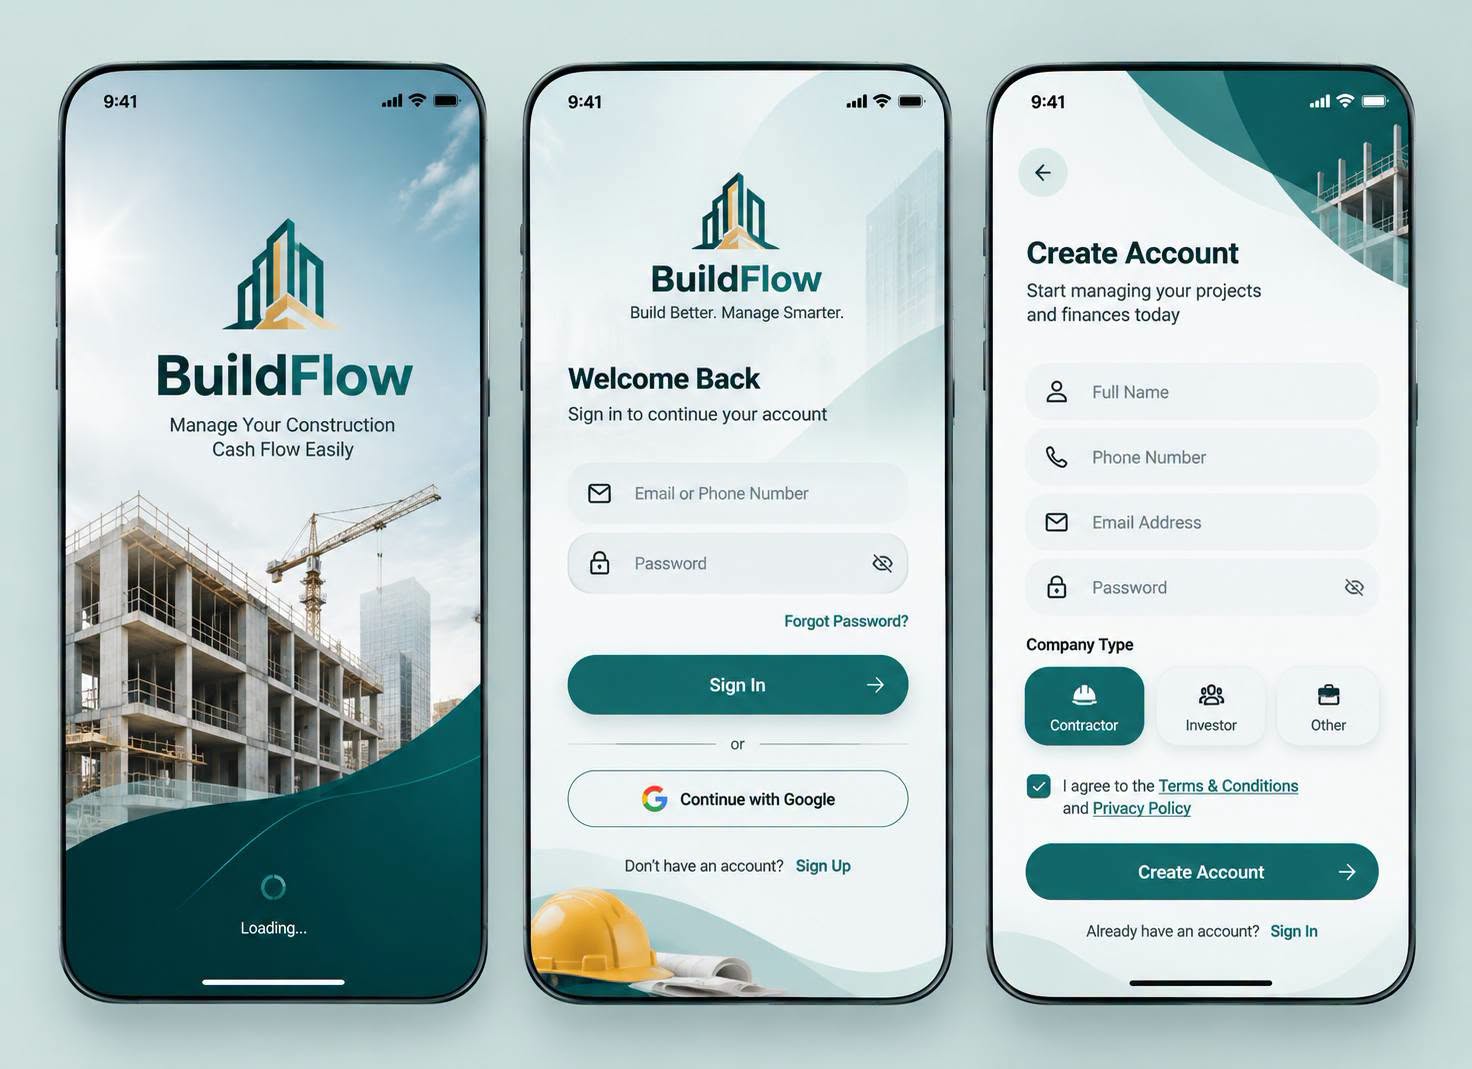 9:41
BuildFlow
Manage Your Construction
Cash Flow Easily
Loading...
9:41
BuildFlow
Build Better. Manage Smarter.
Welcome Back
Sign in to continue your account
Email or Phone Number
Password
Forgot Password?
Sign In
or
Continue with Google
Don't have an account? Sign Up
9:41
Create Account
Start managing your projects
and finances today
Full Name
Phone Number
Email Address
Password
Company Type
Contractor
Investor
Other
I agree to the Terms & Conditions
and Privacy Policy
Create Account
Already have an account? Sign In